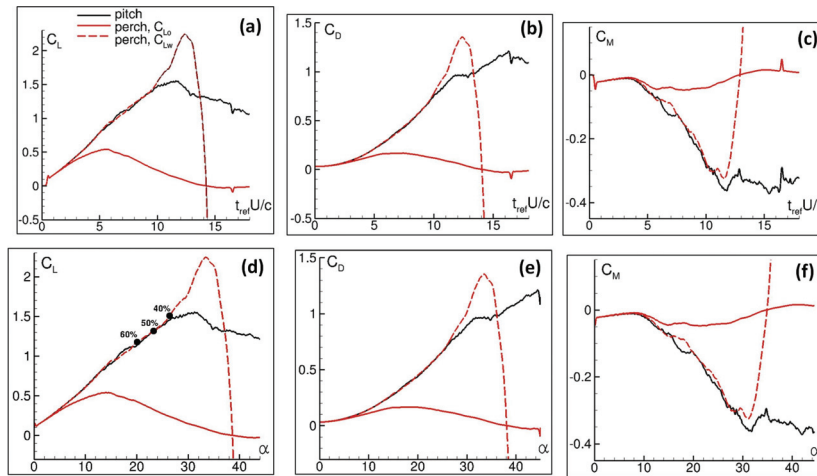 pitch
perch, C_Lo
perch, C_Lw
(a)
C_L
2
1.5
1
0.5
0
-0.5
0 5 10 15
t_ref U/c
(b)
C_D
1.5
1
0.5
0
-0.5
0 5 10 15
t_ref U/c
(c)
C_M
0
-0.2
-0.4
0 5 10 15
t_ref U/c
(d)
C_L
2
1.5
1
0.5
0
60% 50% 40%
0 10 20 30 40
α
(e)
C_D
1.5
1
0.5
0
0 10 20 30 40
α
(f)
C_M
0
-0.2
-0.4
0 10 20 30 40
α